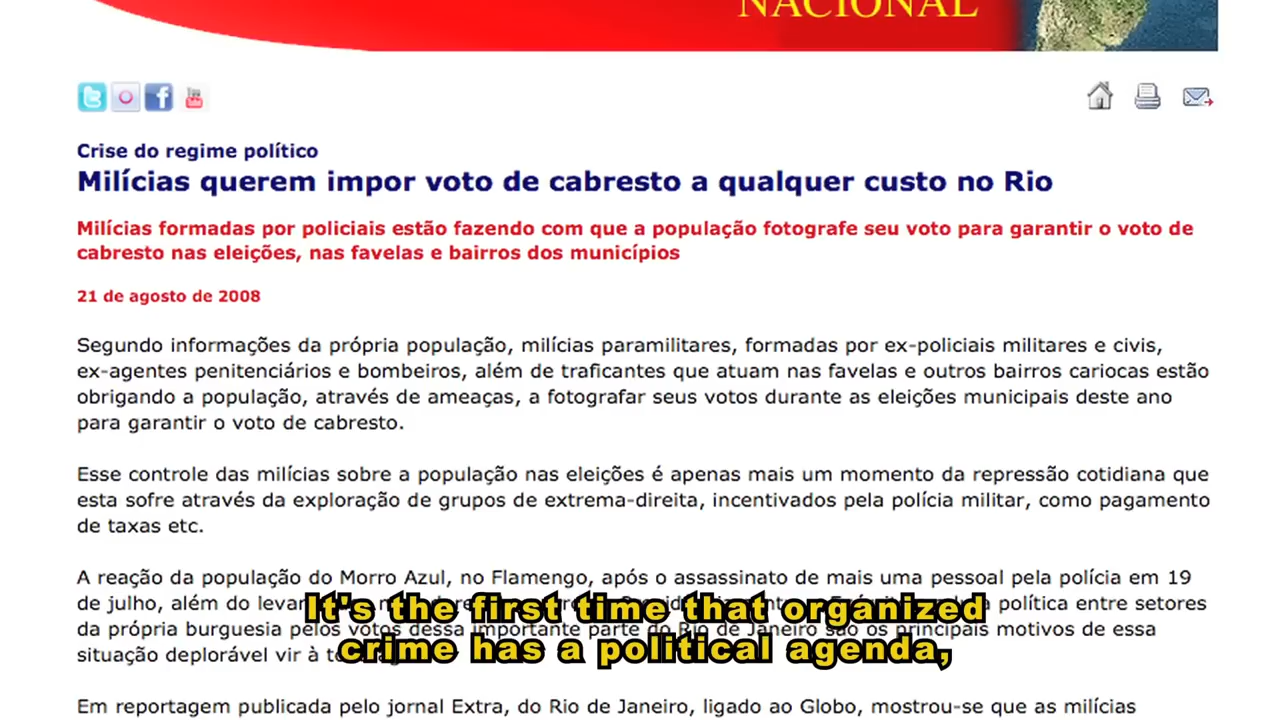 NACIONAL
Crise do regime político
Milícias querem impor voto de cabresto a qualquer custo no Rio
Milícias formadas por policiais estão fazendo com que a população fotografe seu voto para garantir o voto de
cabresto nas eleições, nas favelas e bairros dos municípios
21 de agosto de 2008
Segundo informações da própria população, milícias paramilitares, formadas por ex-policiais militares e civis,
ex-agentes penitenciários e bombeiros, além de traficantes que atuam nas favelas e outros bairros cariocas estão
obrigando a população, através de ameaças, a fotografar seus votos durante as eleições municipais deste ano
para garantir o voto de cabresto.
Esse controle das milícias sobre a população nas eleições é apenas mais um momento da repressão cotidiana que
esta sofre através da exploração de grupos de extrema-direita, incentivados pela polícia militar, como pagamento
de taxas etc.
A reação da população do Morro Azul, no Flamengo, após o assassinato de mais uma pessoal pela polícia em 19
de julho, além do política entre setores
da própria burguesia pelos votos dessa importante parte do Rio de Janeiro são os principais motivos de essa
situação deplorável vir à
It's the first time that organized
crime has a political agenda,
Em reportagem publicada pelo jornal Extra, do Rio de Janeiro, ligado ao Globo, mostrou-se que as milícias